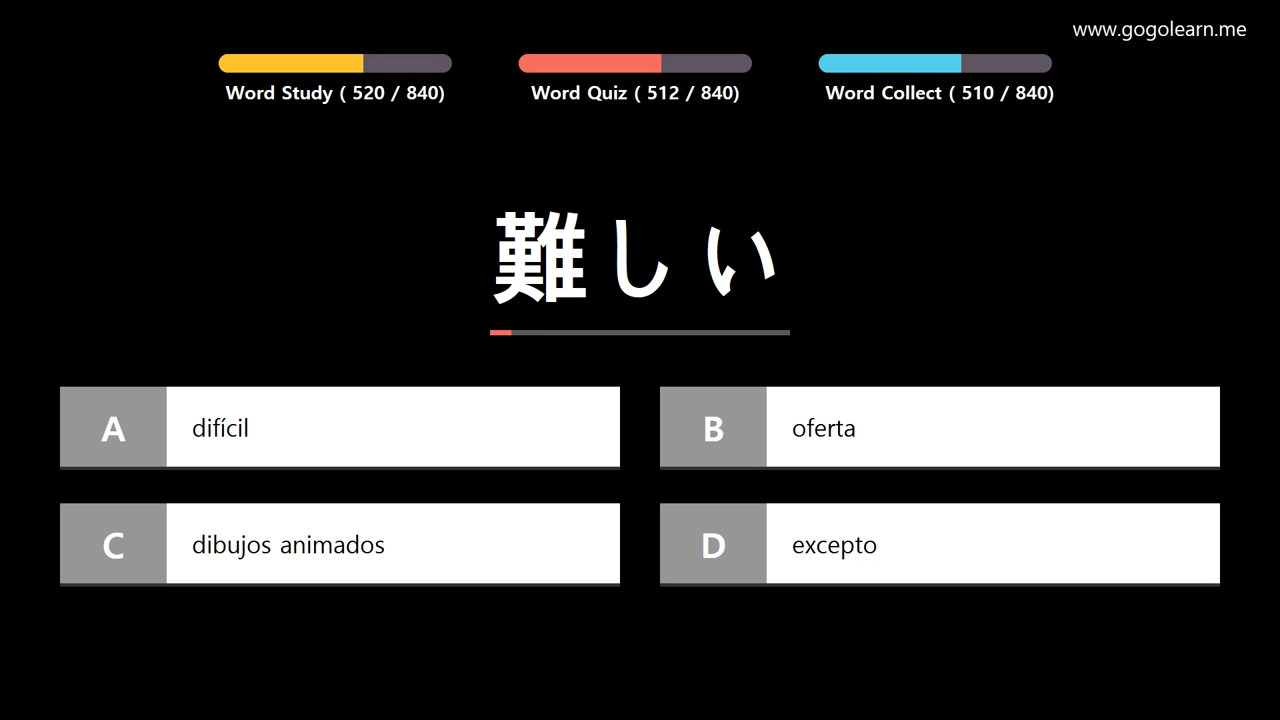 www.gogolearn.me
Word Study ( 520 / 840)
Word Quiz ( 512 / 840)
Word Collect ( 510 / 840)
難しい
A difícil
B oferta
C dibujos animados
D excepto